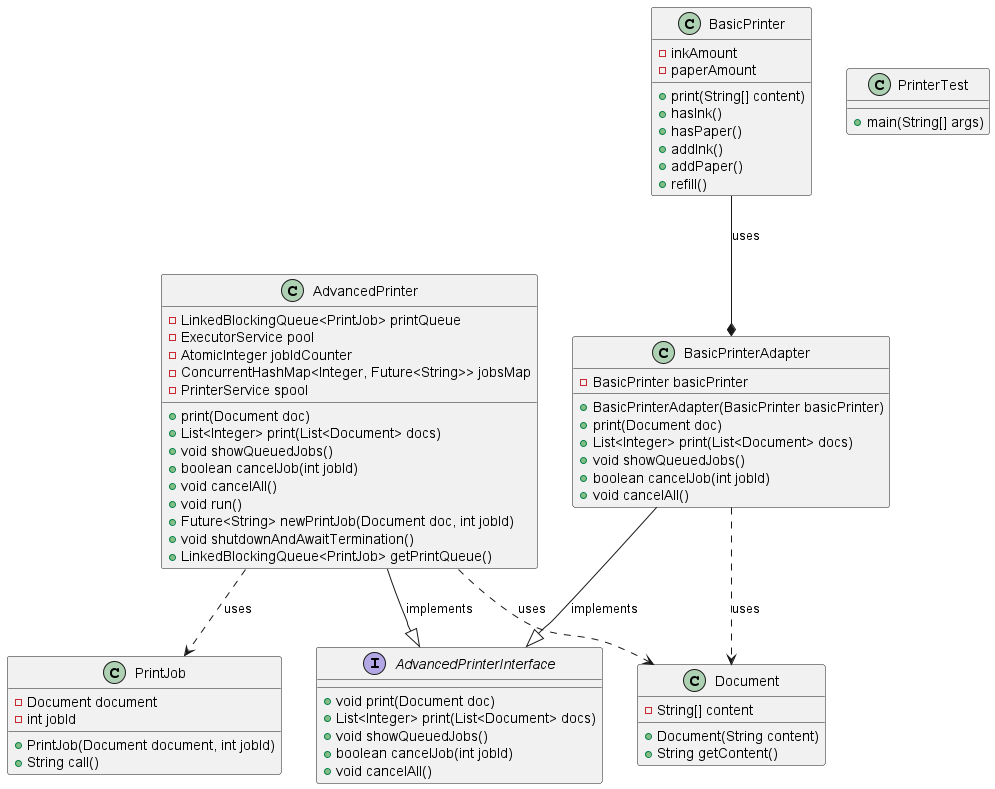 C BasicPrinter
inkAmount
paperAmount
print(String[] content)
hasInk()
hasPaper()
addInk()
addPaper()
refill()
C PrinterTest
main(String[] args)
uses
C AdvancedPrinter
LinkedBlockingQueue<PrintJob> printQueue
ExecutorService pool
AtomicInteger jobIdCounter
ConcurrentHashMap<Integer, Future<String>> jobsMap
PrinterService spool
print(Document doc)
List<Integer> print(List<Document> docs)
void showQueuedJobs()
boolean cancelJob(int jobId)
void cancelAll()
void run()
Future<String> newPrintJob(Document doc, int jobId)
void shutdownAndAwaitTermination()
LinkedBlockingQueue<PrintJob> getPrintQueue()
C BasicPrinterAdapter
BasicPrinter basicPrinter
BasicPrinterAdapter(BasicPrinter basicPrinter)
print(Document doc)
List<Integer> print(List<Document> docs)
void showQueuedJobs()
boolean cancelJob(int jobId)
void cancelAll()
uses
implements
uses
implements
uses
C PrintJob
Document document
int jobId
PrintJob(Document document, int jobId)
String call()
I AdvancedPrinterInterface
void print(Document doc)
List<Integer> print(List<Document> docs)
void showQueuedJobs()
boolean cancelJob(int jobId)
void cancelAll()
C Document
String[] content
Document(String content)
String getContent()